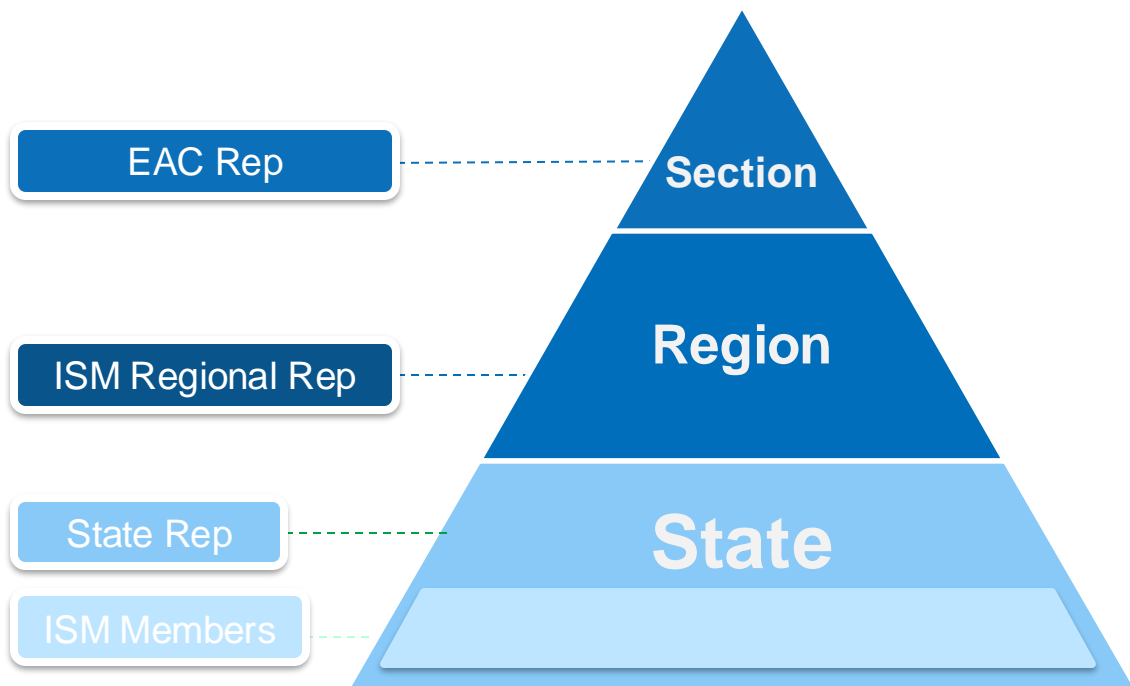 EAC Rep
Section
ISM Regional Rep
Region
State Rep
State
ISM Members